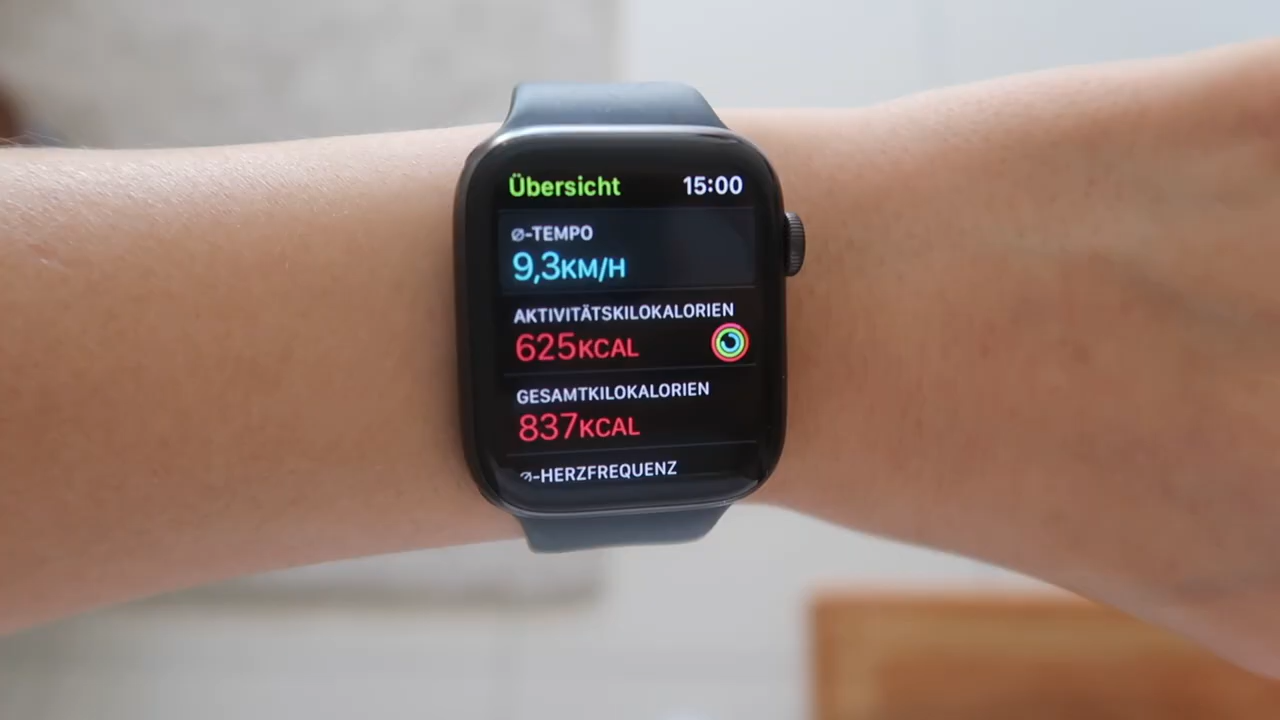 Übersicht 15:00
⌀-TEMPO
9,3KM/H
AKTIVITÄTSKILOKALORIEN
625KCAL
GESAMTKILOKALORIEN
837KCAL
⌀-HERZFREQUENZ